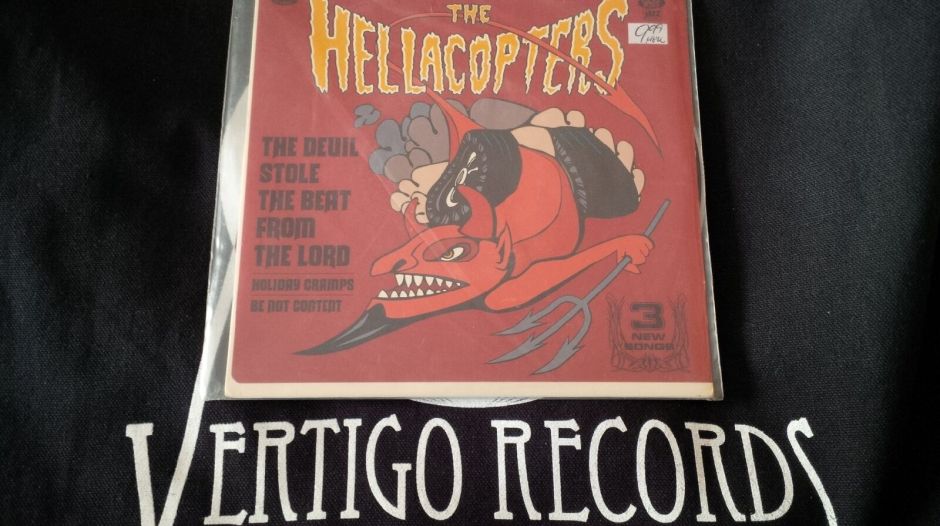 THE
HELLACOPTERS
999
THE DEVIL
STOLE
THE BEAT
FROM
THE LORD
HOLIDAY CRAMPS
BE NOT CONTENT
3
NEW
SONGS
VERTIGO RECORDS